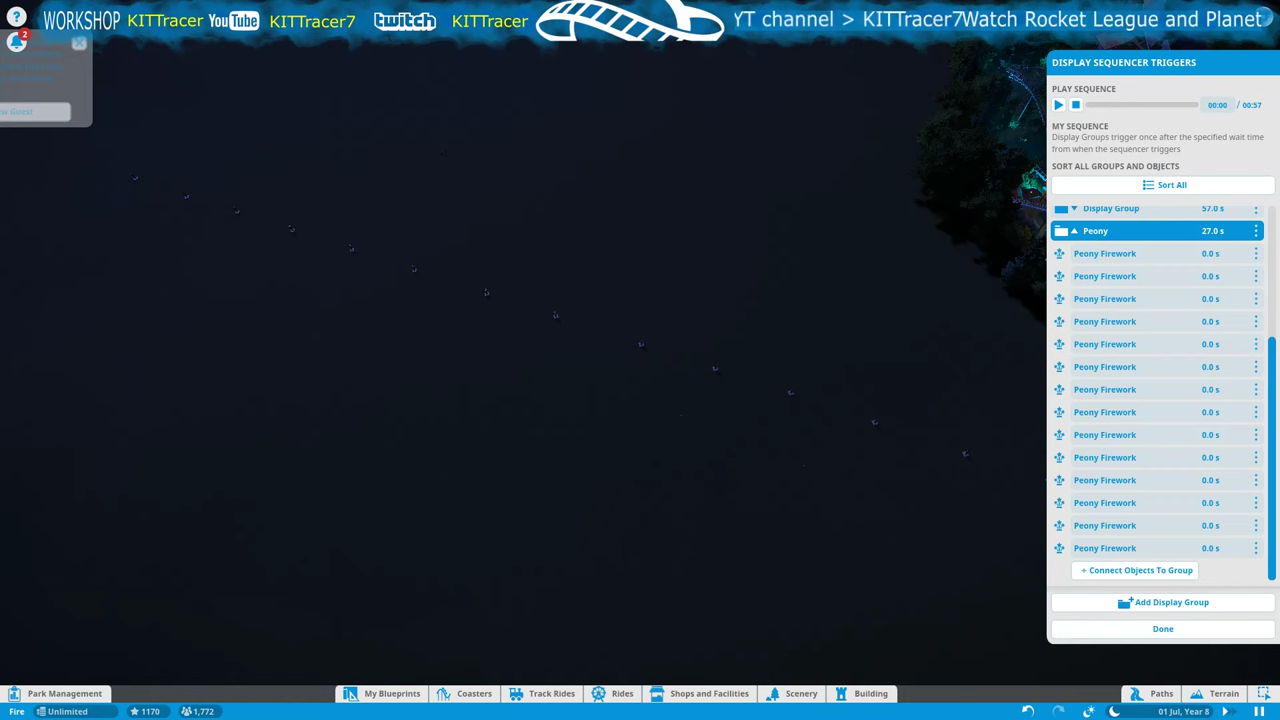 WORKSHOP KITTracer YouTube KITTracer7 twitch KITTracer YT channel > KITTracer7Watch Rocket League and Planet
?
2
DISPLAY SEQUENCER TRIGGERS
PLAY SEQUENCE
00:00 / 00:57
MY SEQUENCE
Display Groups trigger once after the specified wait time
from when the sequencer triggers
SORT ALL GROUPS AND OBJECTS
Sort All
Display Group 57.0 s
Peony 27.0 s
Peony Firework 0.0 s
Peony Firework 0.0 s
Peony Firework 0.0 s
Peony Firework 0.0 s
Peony Firework 0.0 s
Peony Firework 0.0 s
Peony Firework 0.0 s
Peony Firework 0.0 s
Peony Firework 0.0 s
Peony Firework 0.0 s
Peony Firework 0.0 s
Peony Firework 0.0 s
Peony Firework 0.0 s
Peony Firework 0.0 s
+ Connect Objects To Group
Add Display Group
Done
Park Management My Blueprints Coasters Track Rides Rides Shops and Facilities Scenery Building Paths Terrain
Fire Unlimited 1170 1,772 01 Jul, Year 8